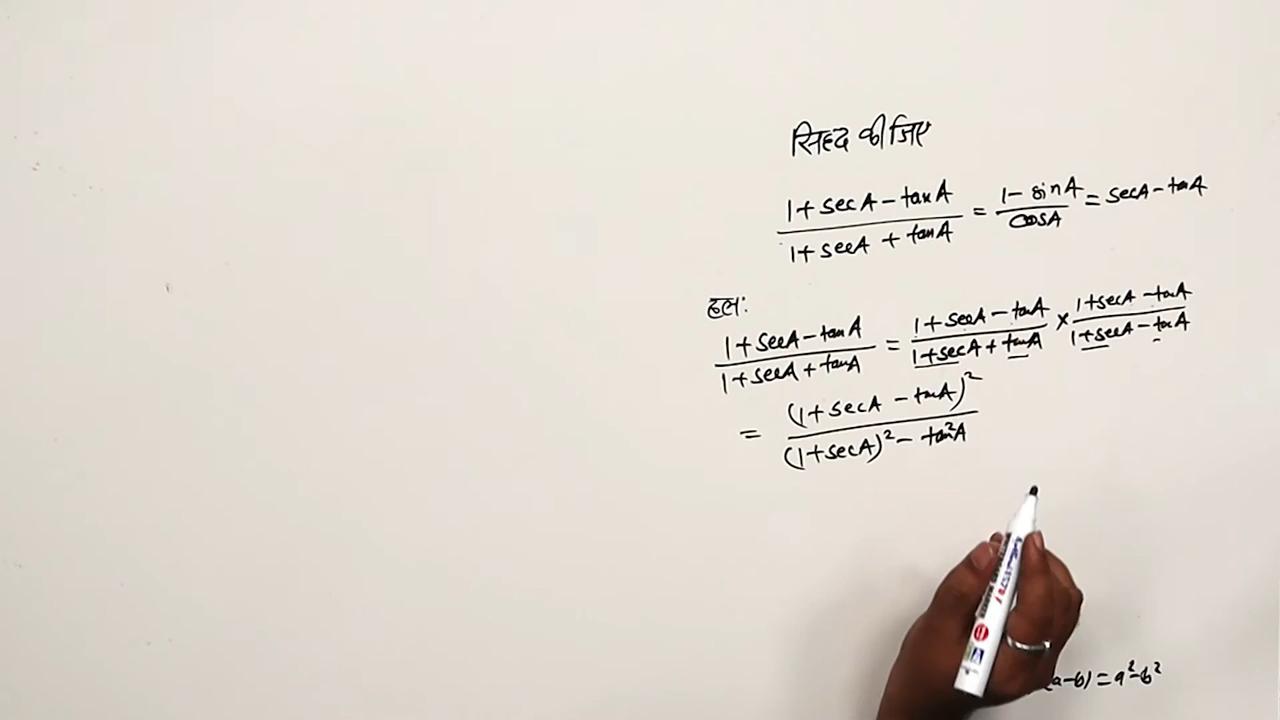 सिद्ध कीजिए
(1 + secA - tanA)/(1 + secA + tanA) = (1 - sinA)/cosA = secA - tanA
हल:
(1 + secA - tanA)/(1 + secA + tanA) = (1 + secA - tanA)/(1 + secA + tanA) × (1 + secA - tanA)/(1 + secA - tanA)
= (1 + secA - tanA)²/((1 + secA)² - tan²A)
(a-b) = a²-b²